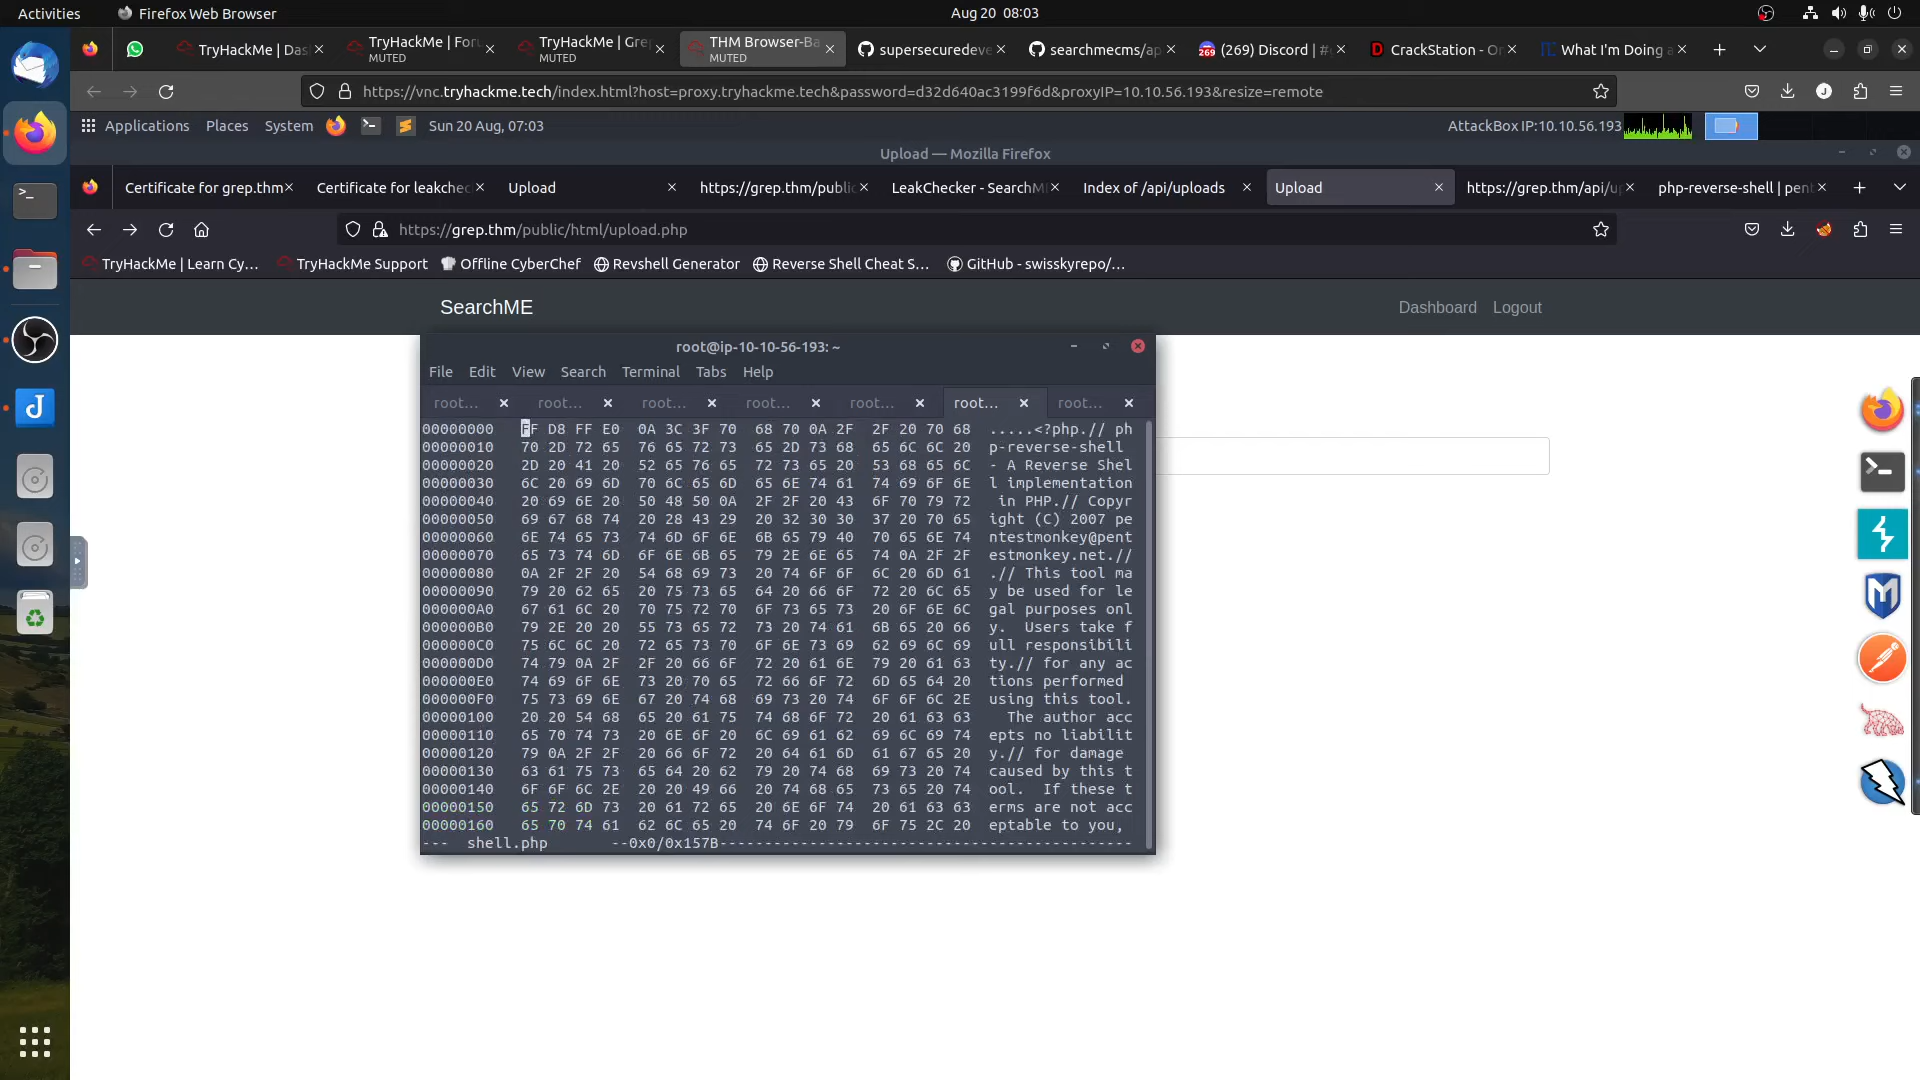 Activities
Firefox Web Browser
Aug 20 08:03
TryHackMe | Das
TryHackMe | Foru
MUTED
TryHackMe | Gre
MUTED
THM Browser-Ba
MUTED
supersecuredeve
searchmecms/ap
(269) Discord | #
CrackStation - On
What I'm Doing a
https://vnc.tryhackme.tech/index.html?host=proxy.tryhackme.tech&password=d32d640ac3199f6d&proxyIP=10.10.56.193&resize=remote
Applications Places System Sun 20 Aug, 07:03 AttackBox IP:10.10.56.193
Upload — Mozilla Firefox
Certificate for grep.thm
Certificate for leakchec
Upload
https://grep.thm/public
LeakChecker - SearchM
Index of /api/uploads
Upload
https://grep.thm/api/up
php-reverse-shell | pent
https://grep.thm/public/html/upload.php
TryHackMe | Learn Cy… TryHackMe Support Offline CyberChef Revshell Generator Reverse Shell Cheat S… GitHub - swisskyrepo/…
SearchME Dashboard Logout
root@ip-10-10-56-193: ~
File Edit View Search Terminal Tabs Help
root… root… root… root… root… root… root…
00000000 FF D8 FF E0 0A 3C 3F 70 68 70 0A 2F 2F 20 70 68 .....<?php.// ph
00000010 70 2D 72 65 76 65 72 73 65 2D 73 68 65 6C 6C 20 p-reverse-shell
00000020 2D 20 41 20 52 65 76 65 72 73 65 20 53 68 65 6C - A Reverse Shel
00000030 6C 20 69 6D 70 6C 65 6D 65 6E 74 61 74 69 6F 6E l implementation
00000040 20 69 6E 20 50 48 50 0A 2F 2F 20 43 6F 70 79 72 in PHP.// Copyr
00000050 69 67 68 74 20 28 43 29 20 32 30 30 37 20 70 65 ight (C) 2007 pe
00000060 6E 74 65 73 74 6D 6F 6E 6B 65 79 40 70 65 6E 74 ntestmonkey@pent
00000070 65 73 74 6D 6F 6E 6B 65 79 2E 6E 65 74 0A 2F 2F estmonkey.net.//
00000080 0A 2F 2F 20 54 68 69 73 20 74 6F 6F 6C 20 6D 61 .// This tool ma
00000090 79 20 62 65 20 75 73 65 64 20 66 6F 72 20 6C 65 y be used for le
000000A0 67 61 6C 20 70 75 72 70 6F 73 65 73 20 6F 6E 6C gal purposes onl
000000B0 79 2E 20 20 55 73 65 72 73 20 74 61 6B 65 20 66 y. Users take f
000000C0 75 6C 6C 20 72 65 73 70 6F 6E 73 69 62 69 6C 69 ull responsibili
000000D0 74 79 0A 2F 2F 20 66 6F 72 20 61 6E 79 20 61 63 ty.// for any ac
000000E0 74 69 6F 6E 73 20 70 65 72 66 6F 72 6D 65 64 20 tions performed
000000F0 75 73 69 6E 67 20 74 68 69 73 20 74 6F 6F 6C 2E using this tool.
00000100 20 20 54 68 65 20 61 75 74 68 6F 72 20 61 63 63 The author acc
00000110 65 70 74 73 20 6E 6F 20 6C 69 61 62 69 6C 69 74 epts no liabilit
00000120 79 0A 2F 2F 20 66 6F 72 20 64 61 6D 61 67 65 20 y.// for damage
00000130 63 61 75 73 65 64 20 62 79 20 74 68 69 73 20 74 caused by this t
00000140 6F 6F 6C 2E 20 20 49 66 20 74 68 65 73 65 20 74 ool. If these t
00000150 65 72 6D 73 20 61 72 65 20 6E 6F 74 20 61 63 63 erms are not acc
00000160 65 70 74 61 62 6C 65 20 74 6F 20 79 6F 75 2C 20 eptable to you,
--- shell.php --0x0/0x157B----------------------------------------------